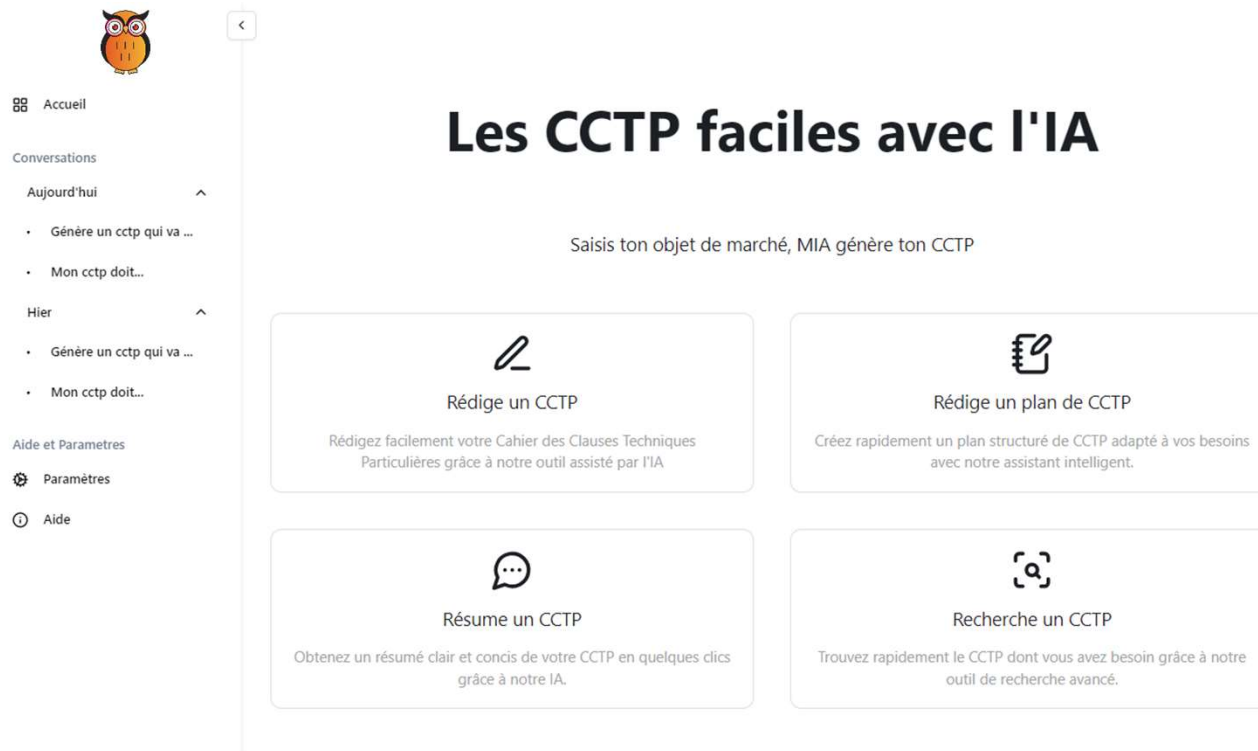 Accueil
Conversations
Aujourd'hui
Génère un cctp qui va ...
Mon cctp doit...
Hier
Génère un cctp qui va ...
Mon cctp doit...
Aide et Parametres
Paramètres
Aide
Les CCTP faciles avec l'IA
Saisis ton objet de marché, MIA génère ton CCTP
Rédige un CCTP
Rédigez facilement votre Cahier des Clauses Techniques
Particulières grâce à notre outil assisté par l'IA
Rédige un plan de CCTP
Créez rapidement un plan structuré de CCTP adapté à vos besoins
avec notre assistant intelligent.
Résume un CCTP
Obtenez un résumé clair et concis de votre CCTP en quelques clics
grâce à notre IA.
Recherche un CCTP
Trouvez rapidement le CCTP dont vous avez besoin grâce à notre
outil de recherche avancé.